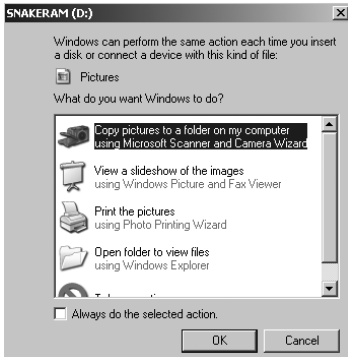 SNAKERAM (D:)
Windows can perform the same action each time you insert
a disk or connect a device with this kind of file:
Pictures
What do you want Windows to do?
Copy pictures to a folder on my computer
using Microsoft Scanner and Camera Wizard
View a slideshow of the images
using Windows Picture and Fax Viewer
Print the pictures
using Photo Printing Wizard
Open folder to view files
using Windows Explorer
Always do the selected action.
OK
Cancel